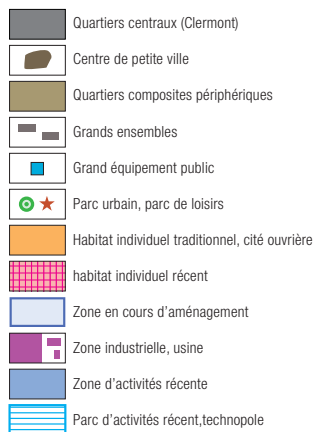 Quartiers centraux (Clermont)
Centre de petite ville
Quartiers composites périphériques
Grands ensembles
Grand équipement public
Parc urbain, parc de loisirs
Habitat individuel traditionnel, cité ouvrière
habitat individuel récent
Zone en cours d'aménagement
Zone industrielle, usine
Zone d'activités récente
Parc d'activités récent,technopole